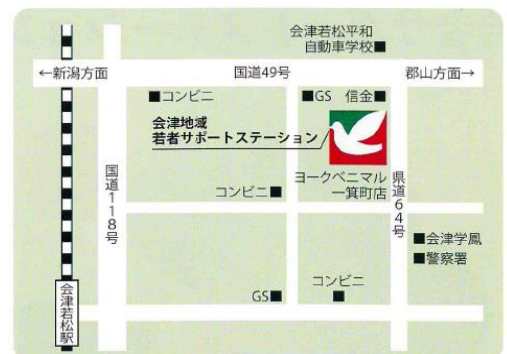 会津若松平和
自動車学校■
←新潟方面
国道49号
郡山方面→
■コンビニ
■GS
信金■
会津地域
若者サポートステーション
ヨークベニマル
一箕町店
国道118号
コンビニ■
県道64号
■会津学鳳
■警察署
コンビニ
■
GS■
会津若松駅